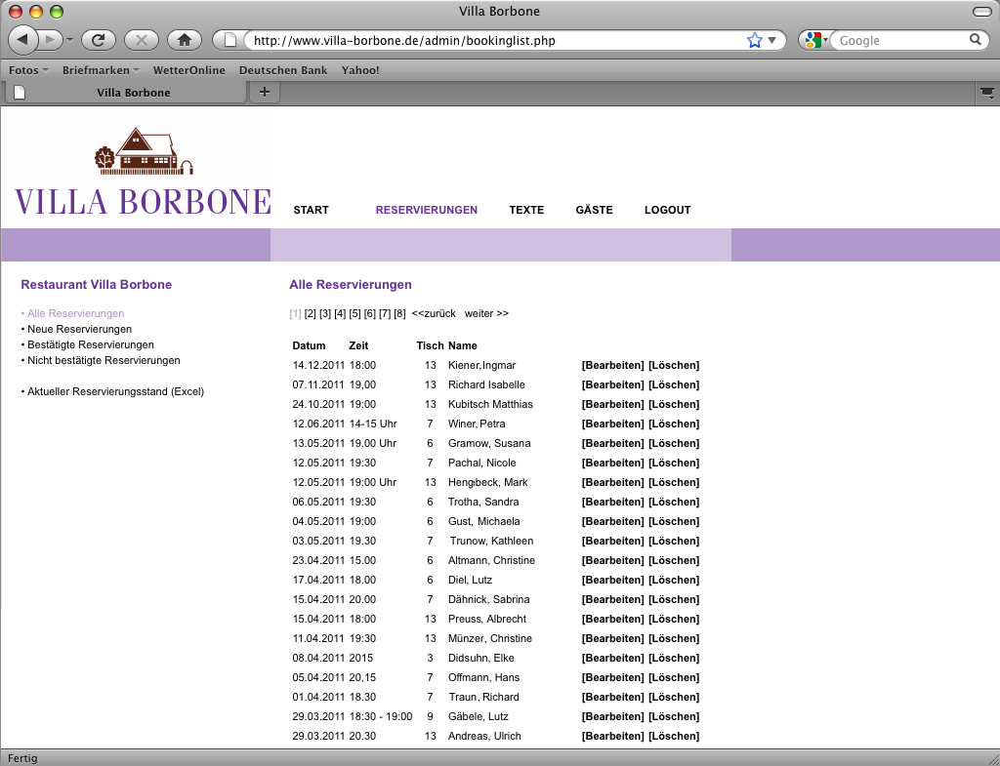 Villa Borbone
http://www.villa-borbone.de/admin/bookinglist.php
Google
Fotos Briefmarken WetterOnline Deutschen Bank Yahoo!
Villa Borbone +
VILLA BORBONE
START RESERVIERUNGEN TEXTE GÄSTE LOGOUT
Restaurant Villa Borbone
• Alle Reservierungen
• Neue Reservierungen
• Bestätigte Reservierungen
• Nicht bestätigte Reservierungen
• Aktueller Reservierungsstand (Excel)
Alle Reservierungen
[1] [2] [3] [4] [5] [6] [7] [8] <<zurück weiter >>
Datum Zeit Tisch Name
14.12.2011 18:00 13 Kiener,Ingmar [Bearbeiten] [Löschen]
07.11.2011 19,00 13 Richard Isabelle [Bearbeiten] [Löschen]
24.10.2011 19:00 13 Kubitsch Matthias [Bearbeiten] [Löschen]
12.06.2011 14-15 Uhr 7 Winer,Petra [Bearbeiten] [Löschen]
13.05.2011 19.00 Uhr 6 Gramow, Susana [Bearbeiten] [Löschen]
12.05.2011 19:30 7 Pachal, Nicole [Bearbeiten] [Löschen]
12.05.2011 19:00 Uhr 13 Hengbeck, Mark [Bearbeiten] [Löschen]
06.05.2011 19:30 6 Trotha, Sandra [Bearbeiten] [Löschen]
04.05.2011 19:00 6 Gust, Michaela [Bearbeiten] [Löschen]
03.05.2011 19.30 7 Trunow, Kathleen [Bearbeiten] [Löschen]
23.04.2011 15.00 6 Altmann, Christine [Bearbeiten] [Löschen]
17.04.2011 18.00 6 Diel, Lutz [Bearbeiten] [Löschen]
15.04.2011 20.00 7 Dähnick, Sabrina [Bearbeiten] [Löschen]
15.04.2011 18:00 13 Preuss, Albrecht [Bearbeiten] [Löschen]
11.04.2011 19:30 13 Münzer, Christine [Bearbeiten] [Löschen]
08.04.2011 2015 3 Didsuhn, Elke [Bearbeiten] [Löschen]
05.04.2011 20,15 7 Offmann, Hans [Bearbeiten] [Löschen]
01.04.2011 18.30 7 Traun, Richard [Bearbeiten] [Löschen]
29.03.2011 18:30 - 19:00 9 Gäbele, Lutz [Bearbeiten] [Löschen]
29.03.2011 20.30 13 Andreas, Ulrich [Bearbeiten] [Löschen]
Fertig